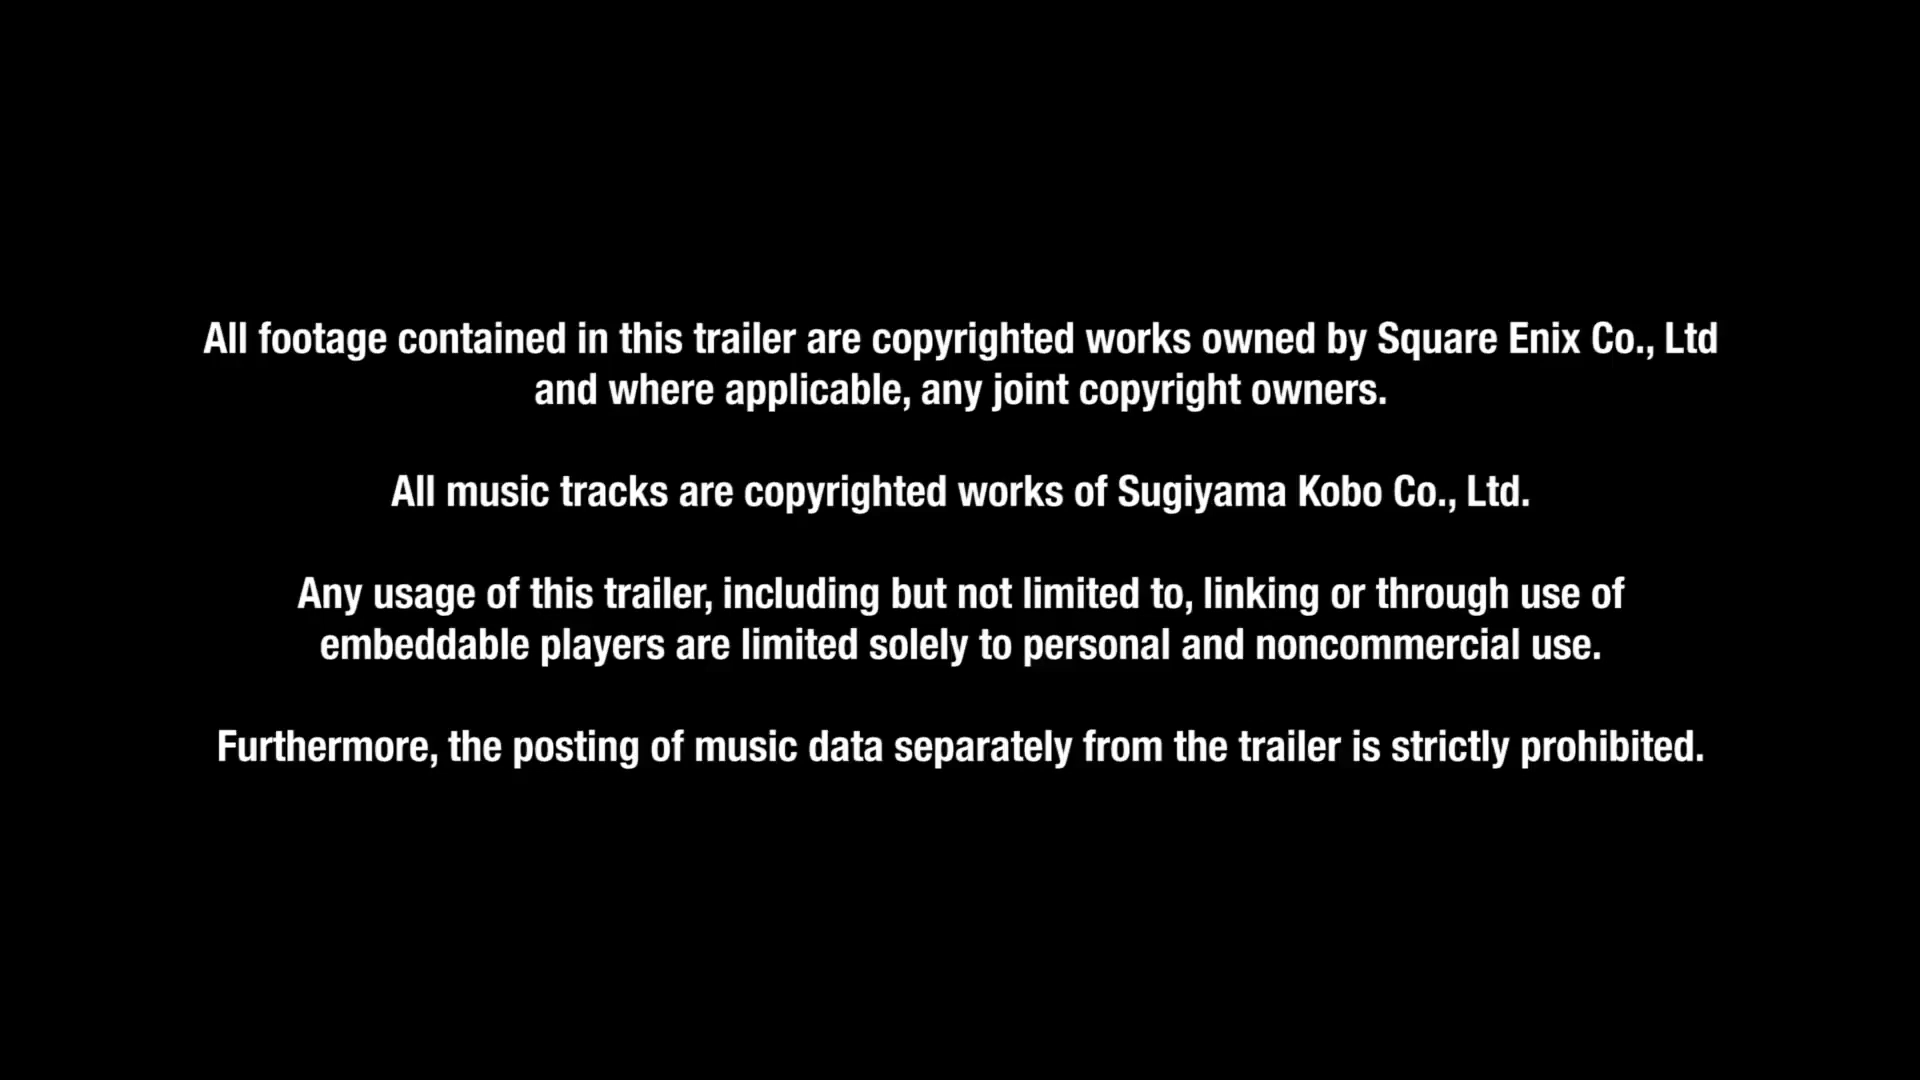 All footage contained in this trailer are copyrighted works owned by Square Enix Co., Ltd
and where applicable, any joint copyright owners.
All music tracks are copyrighted works of Sugiyama Kobo Co., Ltd.
Any usage of this trailer, including but not limited to, linking or through use of
embeddable players are limited solely to personal and noncommercial use.
Furthermore, the posting of music data separately from the trailer is strictly prohibited.